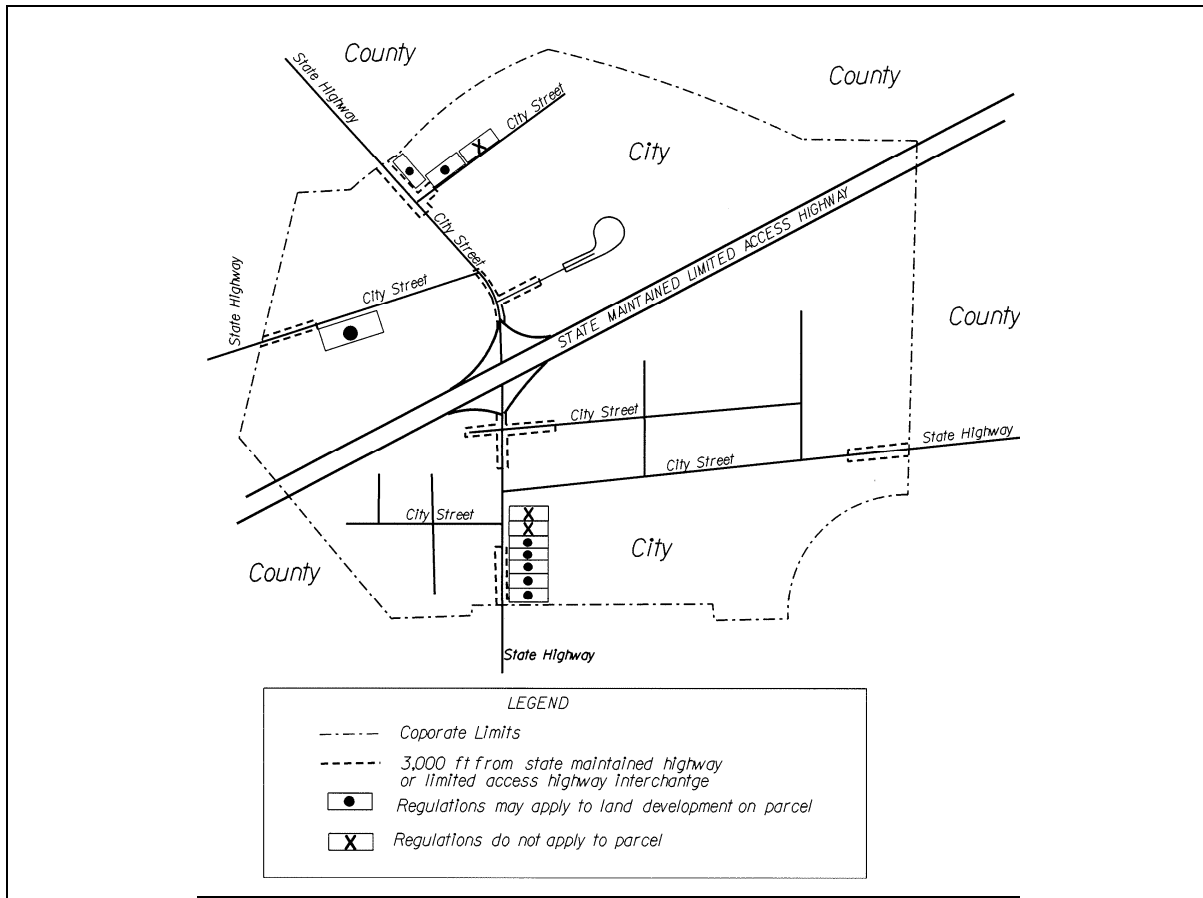 County
State Highway
County
City Street
City
City Street
State Highway
City Street
STATE MAINTAINED LIMITED ACCESS HIGHWAY
County
City Street
State Highway
City Street
City Street
City
County
State Highway
LEGEND
Coporate Limits
3,000 ft from state maintained highway
or limited access highway interchantge
Regulations may apply to land development on parcel
X Regulations do not apply to parcel
X
X
X